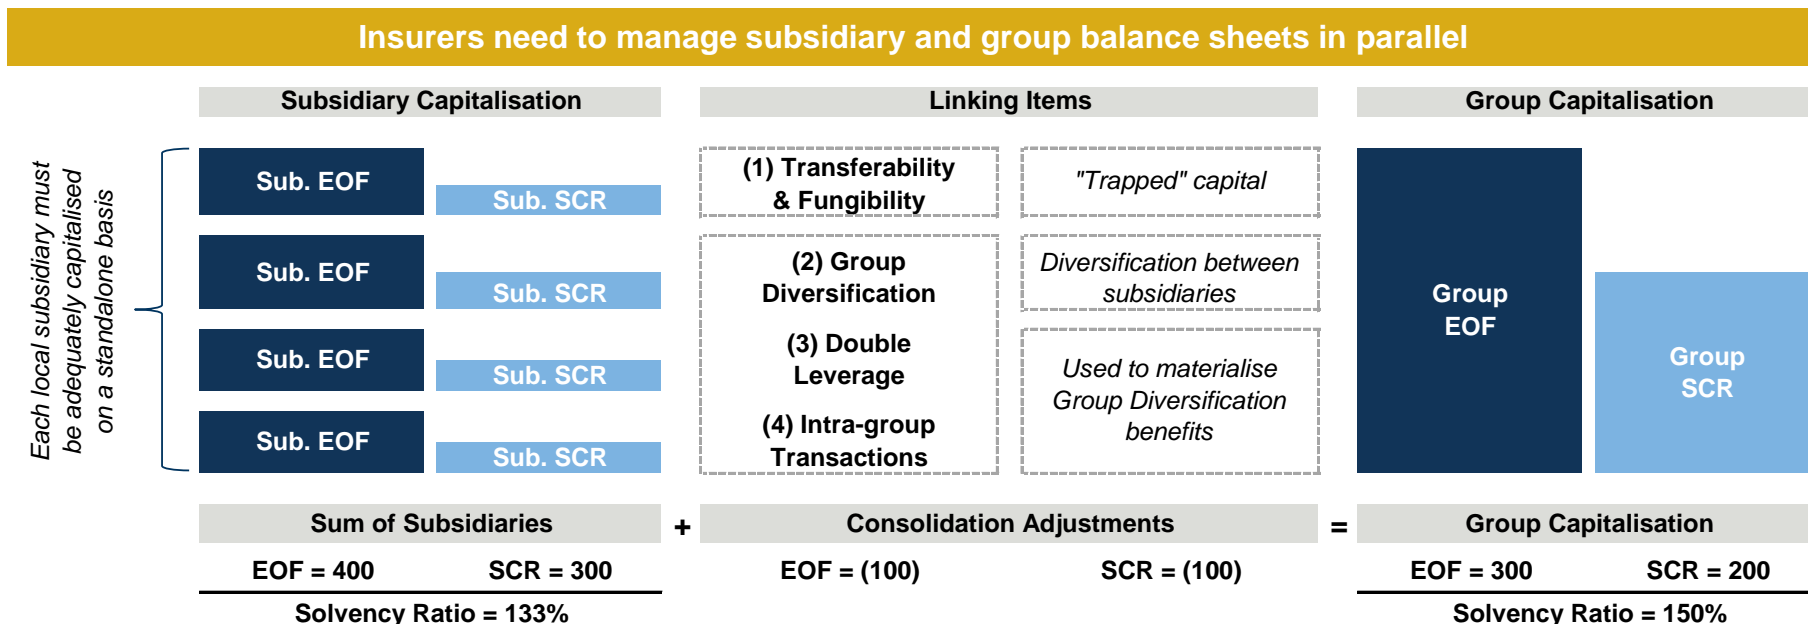 Insurers need to manage subsidiary and group balance sheets in parallel
Subsidiary Capitalisation
Linking Items
Group Capitalisation
Each local subsidiary must
be adequately capitalised
on a standalone basis
Sub. EOF
Sub. SCR
Sub. EOF
Sub. SCR
Sub. EOF
Sub. SCR
Sub. EOF
Sub. SCR
(1) Transferability
& Fungibility
"Trapped" capital
(2) Group
Diversification
Diversification between
subsidiaries
(3) Double
Leverage
(4) Intra-group
Transactions
Used to materialise
Group Diversification
benefits
Group
EOF
Group
SCR
Sum of Subsidiaries
+
Consolidation Adjustments
=
Group Capitalisation
EOF = 400
SCR = 300
EOF = (100)
SCR = (100)
EOF = 300
SCR = 200
Solvency Ratio = 133%
Solvency Ratio = 150%